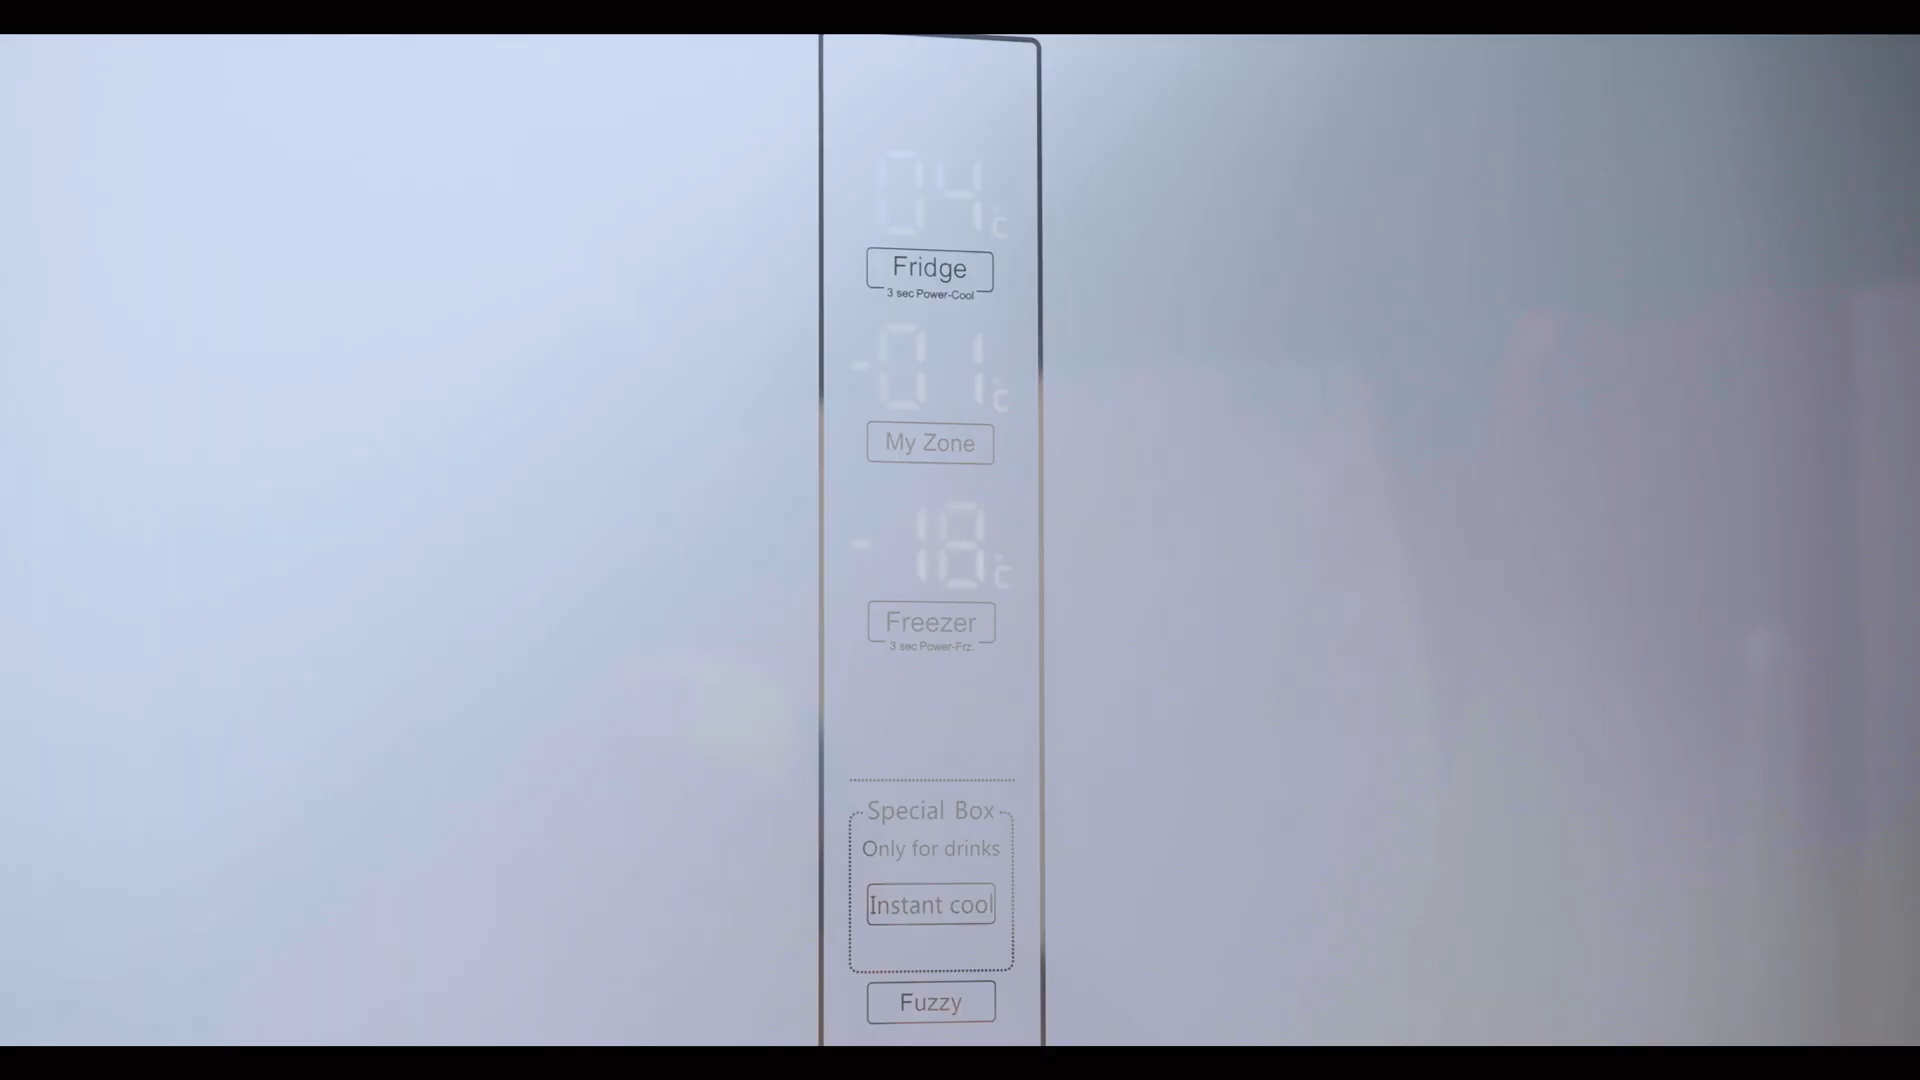 04°C
Fridge
3 sec Power-Cool
-01°C
My Zone
-18°C
Freezer
3 sec Power-Frz.
Special Box
Only for drinks
Instant cool
Fuzzy